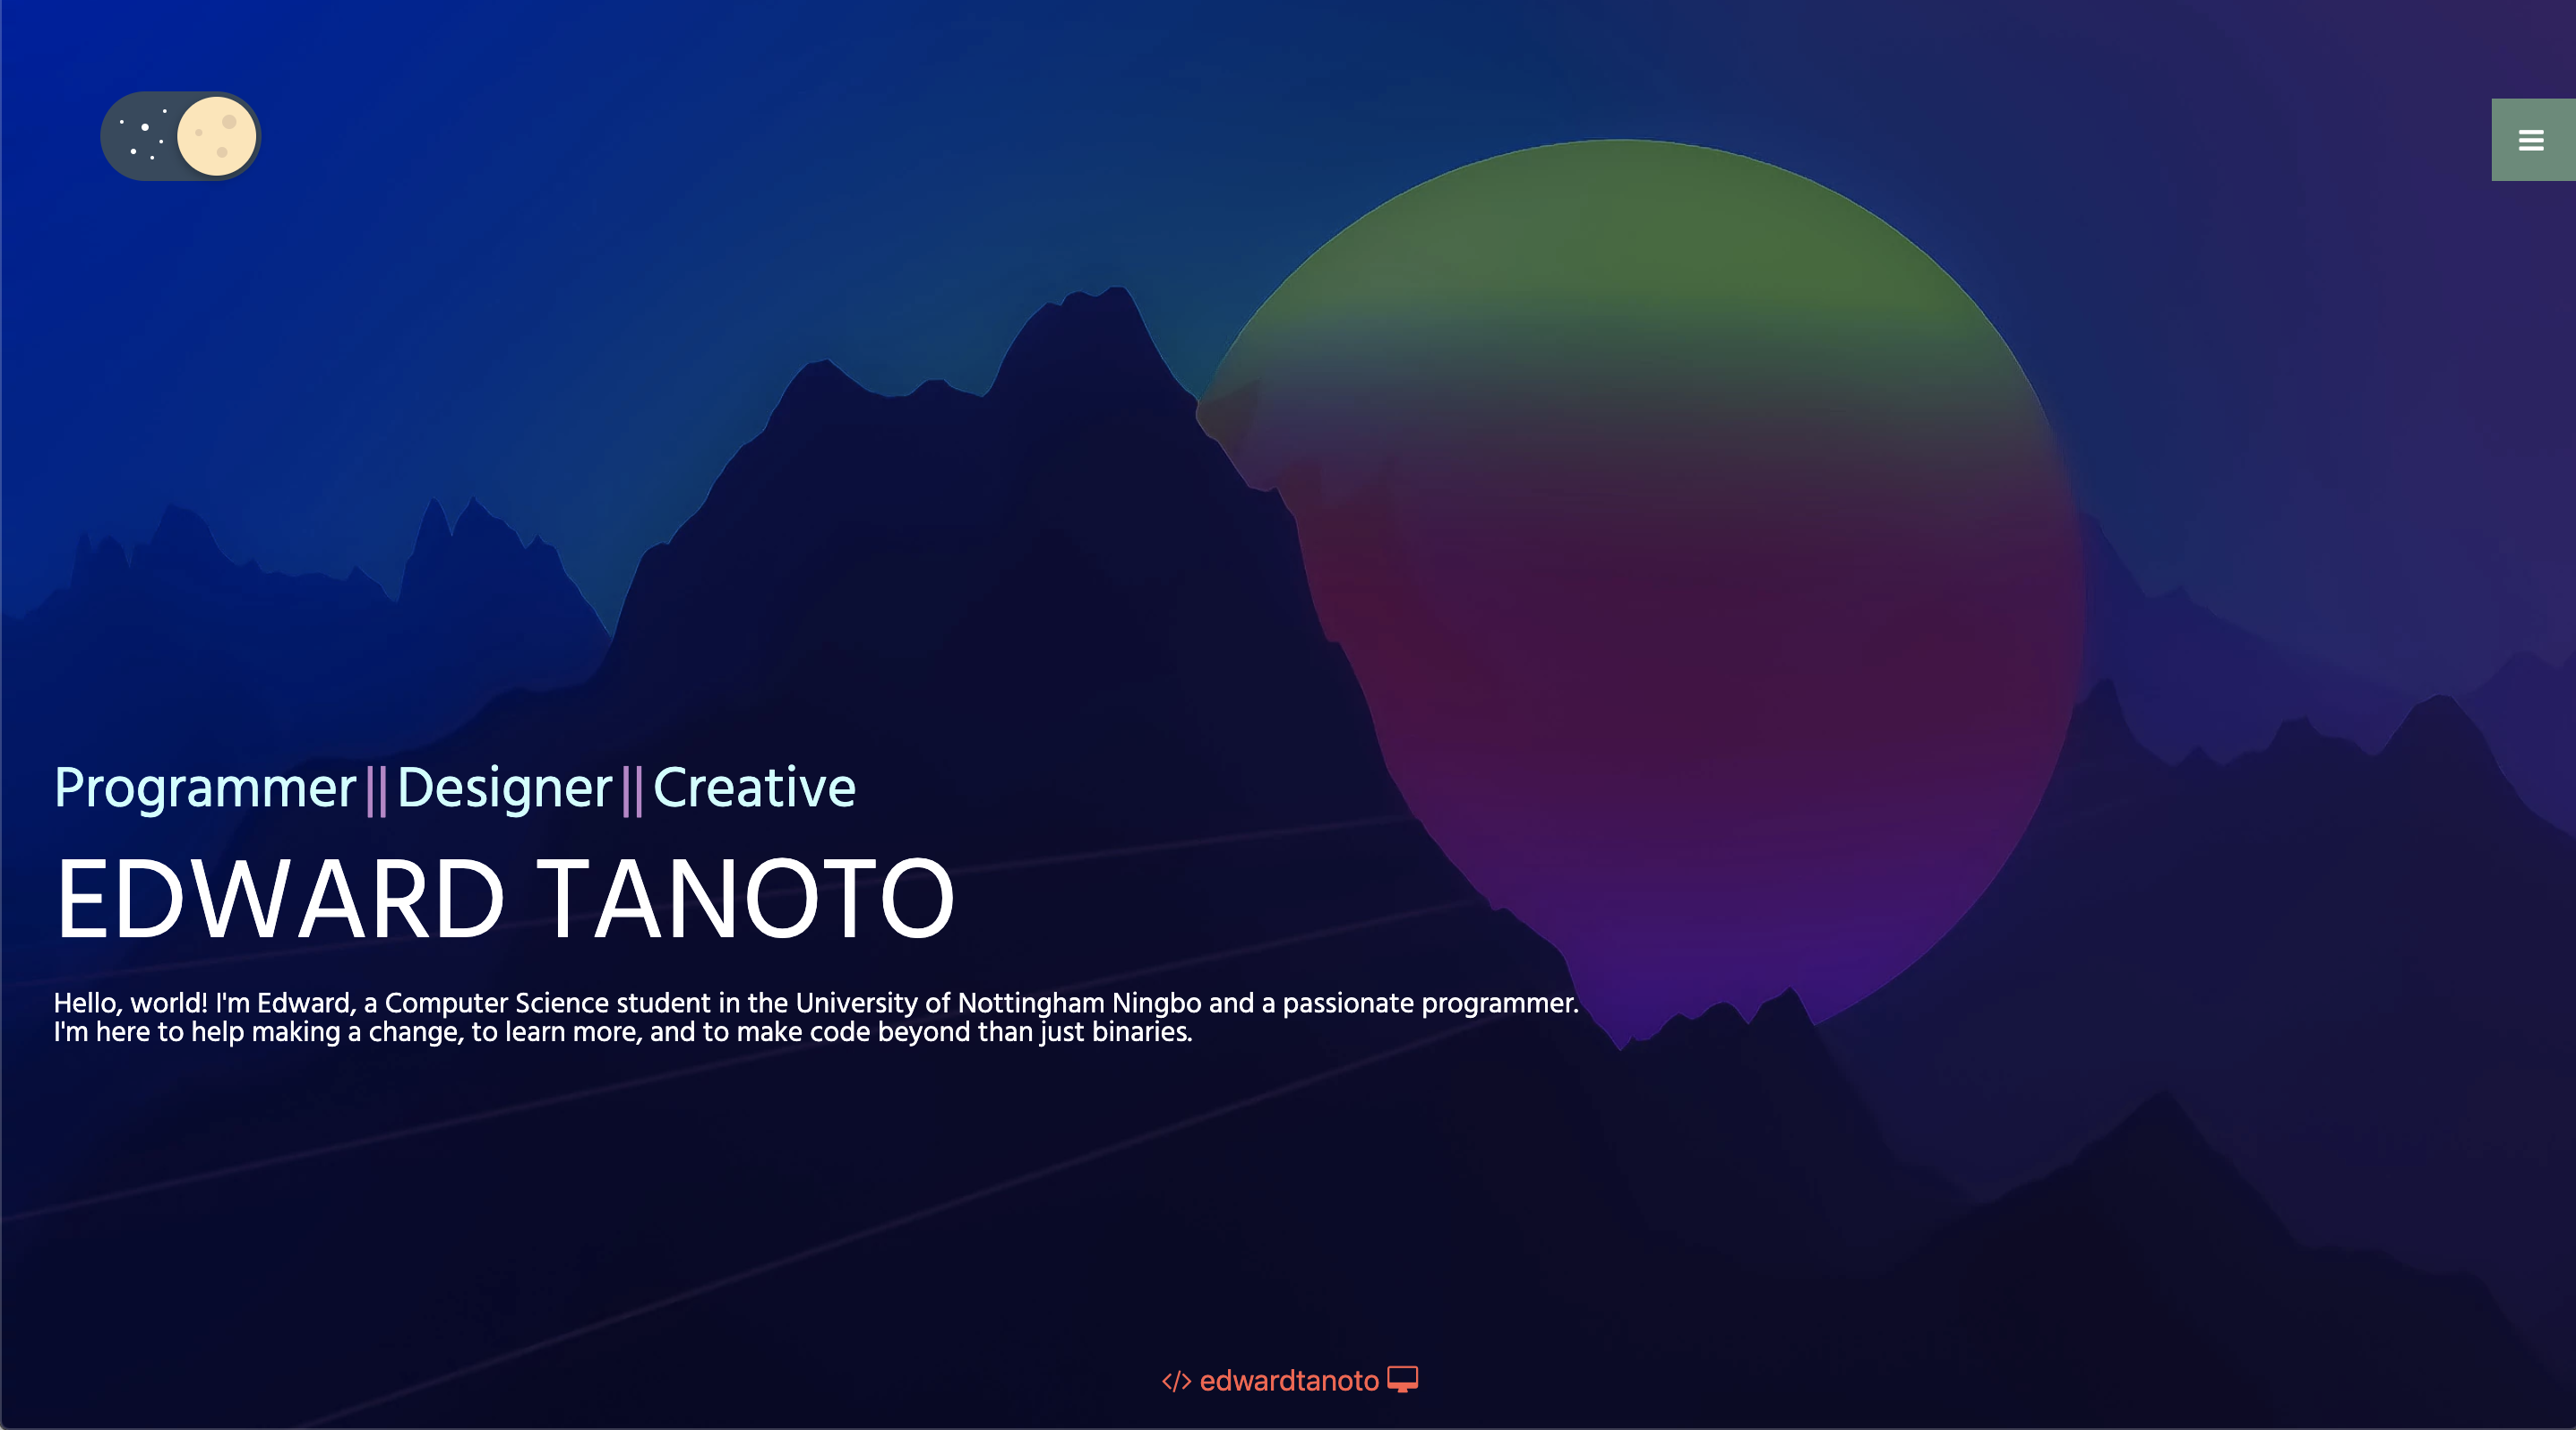 Programmer || Designer || Creative
EDWARD TANOTO
Hello, world! I'm Edward, a Computer Science student in the University of Nottingham Ningbo and a passionate programmer.
I'm here to help making a change, to learn more, and to make code beyond than just binaries.
</> edwardtanoto